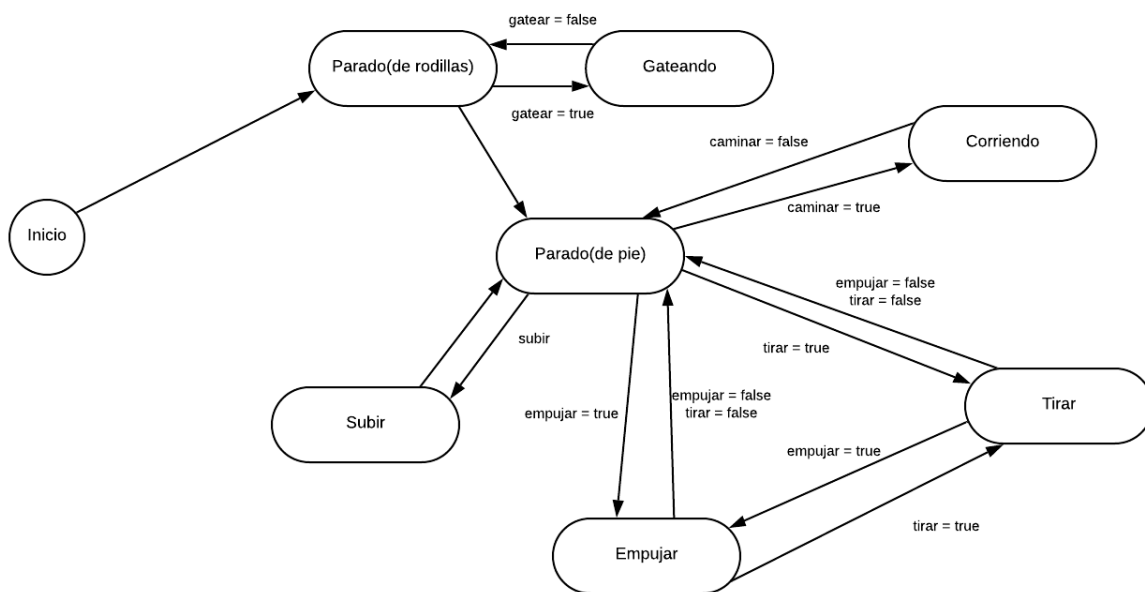 gatear = false
Parado(de rodillas)
Gateando
gatear = true
caminar = false
Corriendo
caminar = true
Inicio
Parado(de pie)
empujar = false
tirar = false
subir
tirar = true
empujar = false
tirar = false
empujar = true
Subir
Tirar
empujar = true
tirar = true
Empujar